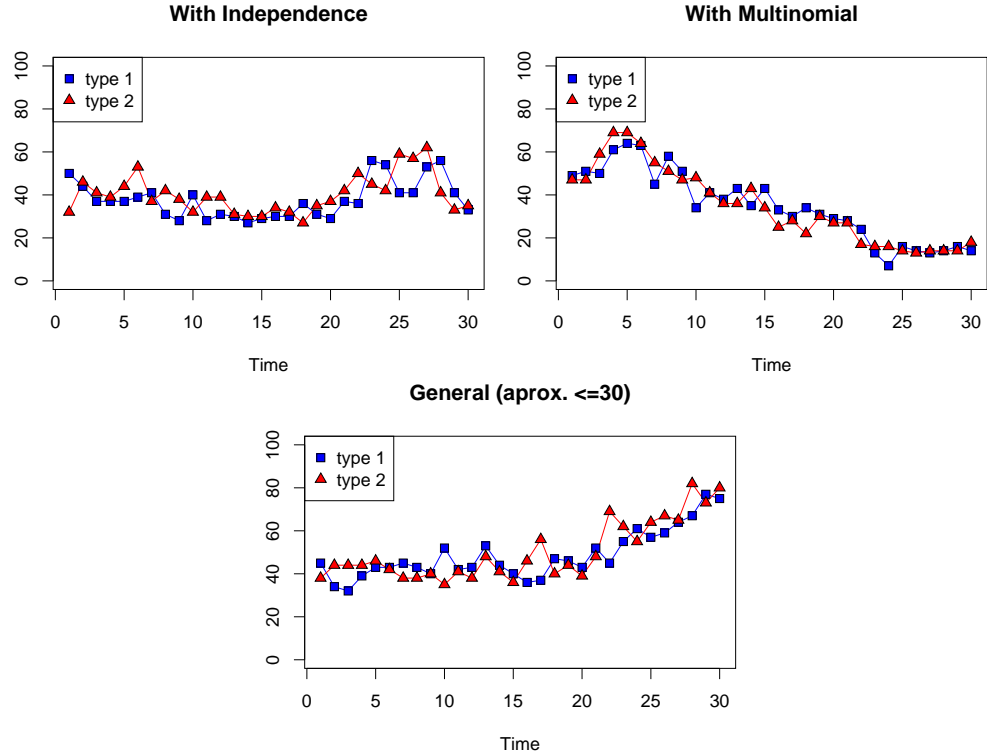 With Independence
type 1
type 2
100
80
60
40
20
0
0 5 10 15 20 25 30
Time
With Multinomial
type 1
type 2
100
80
60
40
20
0
0 5 10 15 20 25 30
Time
General (aprox. <=30)
type 1
type 2
100
80
60
40
20
0
0 5 10 15 20 25 30
Time